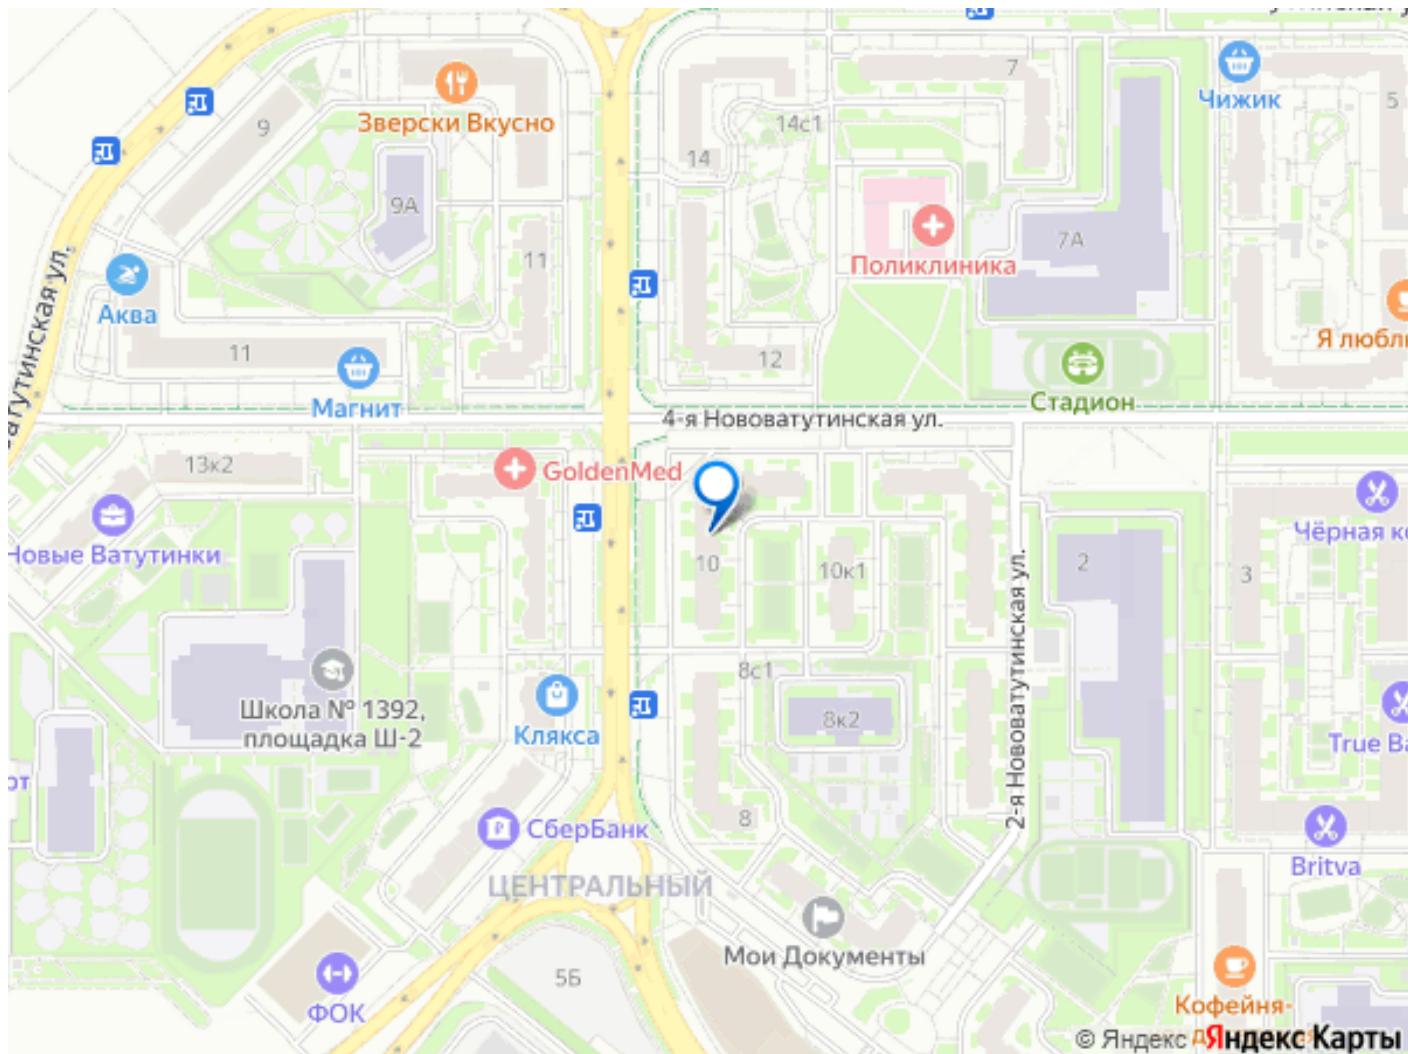 7
Чижик
5
Зверски Вкусно
9
14с1
14
9А
7А
Поликлиника
11
Аква
Я любл
11
12
Магнит
Стадион
4-я Нововатутинская ул.
атутинская ул.
13к2
GoldenMed
Чёрная к
Новые Ватутинки
10
10к1
2
3
2-я Нововатутинская ул.
8с1
Школа № 1392,
площадка Ш-2
Клякса
8к2
True Ba
от
8
СберБанк
Britva
ЦЕНТРАЛЬНЫЙ
Мои Документы
5Б
ФОК
Кофейня-
© Яндекс Яндекс Карты